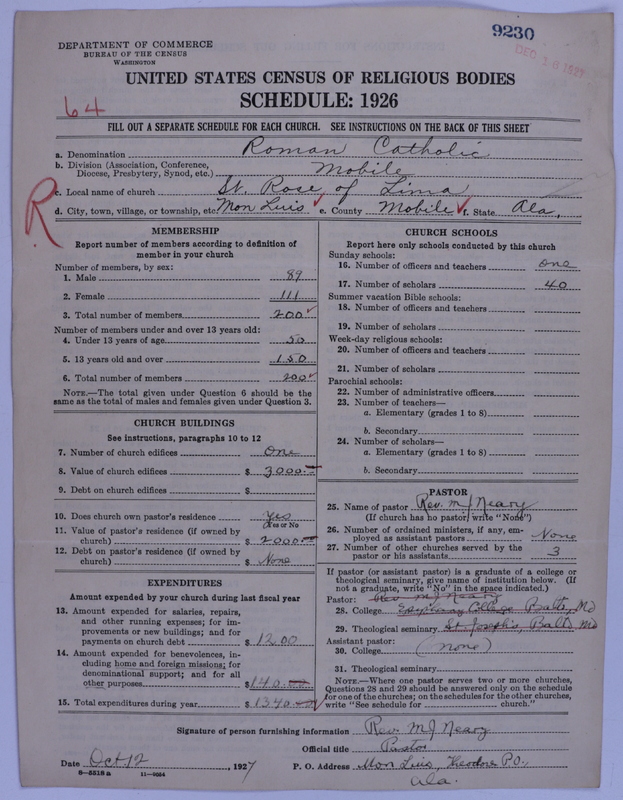 9230
DEC 16 1927
DEPARTMENT OF COMMERCE
BUREAU OF THE CENSUS
WASHINGTON
UNITED STATES CENSUS OF RELIGIOUS BODIES
SCHEDULE: 1926
64
FILL OUT A SEPARATE SCHEDULE FOR EACH CHURCH. SEE INSTRUCTIONS ON THE BACK OF THIS SHEET
a. Denomination Roman Catholic
b. Division (Association, Conference, Diocese, Presbytery, Synod, etc.) Mobile
c. Local name of church St. Rose of Lima
R
d. City, town, village, or township, etc. Mon Luis e. County Mobile f. State Ala,
MEMBERSHIP
Report number of members according to definition of
member in your church
Number of members, by sex:
1. Male 89
2. Female 111
3. Total number of members 200
Number of members under and over 13 years old:
4. Under 13 years of age 50
5. 13 years old and over 150
6. Total number of members 200
NOTE.—The total given under Question 6 should be
same as the total of males and females given under Question 3.
CHURCH BUILDINGS
See instructions, paragraphs 10 to 12
7. Number of church edifices One
8. Value of church edifices $ 3000.
9. Debt on church edifices $
10. Does church own pastor's residence Yes
(Yes or No
11. Value of pastor's residence (if owned by
church) $ 2000.
12. Debt on pastor's residence (if owned by
church) $ None
EXPENDITURES
Amount expended by your church during last fiscal year
13. Amount expended for salaries, repairs,
and other running expenses; for im-
provements or new buildings; and for
payments on church debt $ 1200
14. Amount expended for benevolences, in-
cluding home and foreign missions; for
denominational support; and for all
other purposes $ 140.00
15. Total expenditures during year $ 1340.00
CHURCH SCHOOLS
Report here only schools conducted by this church
Sunday schools:
16. Number of officers and teachers one
17. Number of scholars 40
Summer vacation Bible schools:
18. Number of officers and teachers
19. Number of scholars
Week-day religious schools:
20. Number of officers and teachers
21. Number of scholars
Parochial schools:
22. Number of administrative officers
23. Number of teachers—
a. Elementary (grades 1 to 8)
b. Secondary
24. Number of scholars—
a. Elementary (grades 1 to 8)
b. Secondary
PASTOR
25. Name of pastor Rev. M J Neary
(If church has no pastor, write "None")
26. Number of ordained ministers, if any, em-
ployed as assistant pastors None
27. Number of other churches served by the
pastor or his assistants 3
If pastor (or assistant pastor) is a graduate of a college or
theological seminary, give name of institution below. (If
not a graduate, write "No" in the space indicated.)
Pastor: Rev M J Neary
28. College Epiphany College Balto, Md
29. Theological seminary St. Joseph's, Balto Md
Assistant pastor:
30. College (none)
31. Theological seminary
NOTE.—Where one pastor serves two or more churches,
Questions 28 and 29 should be answered only on the schedule
for one of the churches; on the schedules for the other churches,
write "See schedule for church."
Signature of person furnishing information Rev. M J Neary
Official title Pastor
Date Oct 12, 1927 P. O. Address Mon Luis, Theodore P.O.,
8—5518 a 11—9664 Ala.